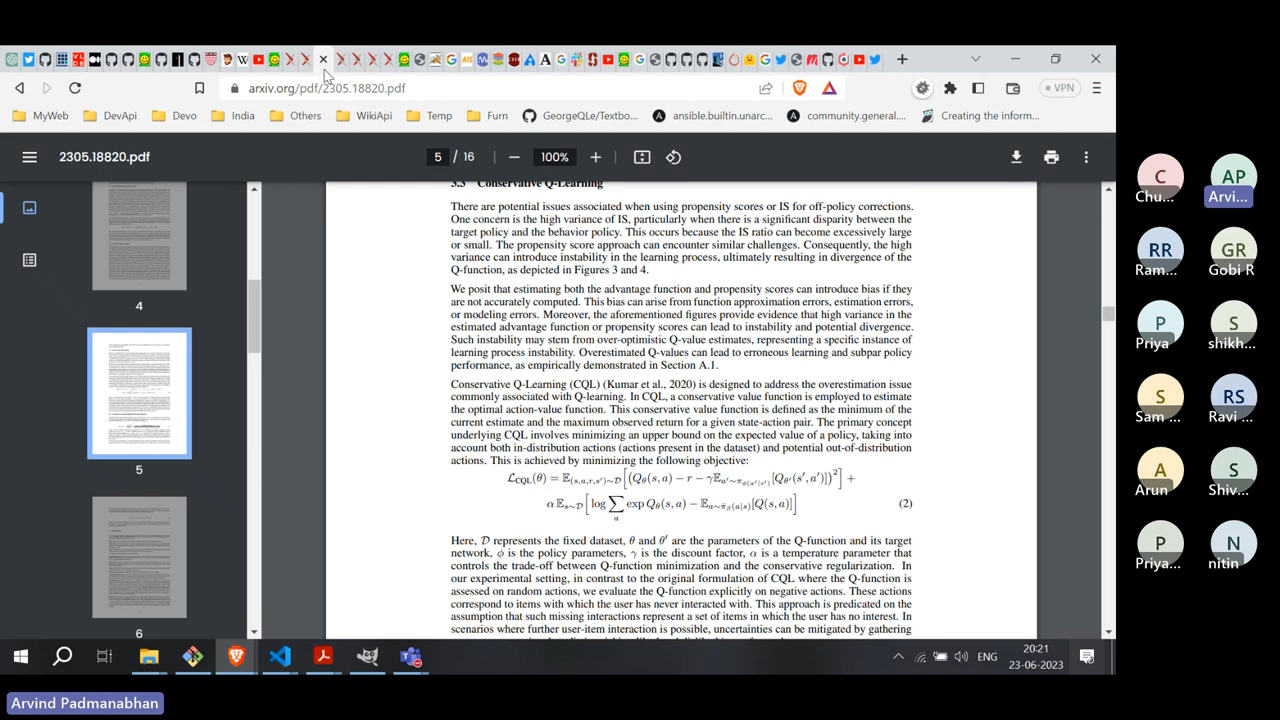 arxiv.org/pdf/2305.18820.pdf
VPN
MyWeb
DevApi
Devo
India
Others
WikiApi
Temp
Furn
GeorgeQLe/Textbo...
ansible.builtin.unarc...
community.general....
Creating the inform...
2305.18820.pdf
5 / 16
100%
4
5
6
3.3 Conservative Q-Learning
There are potential issues associated when using propensity scores or IS for off-policy corrections.
One concern is the high variance of IS, particularly when there is a significant disparity between the
target policy and the behavior policy. This occurs because the IS ratio can become excessively large
or small. The propensity score approach can encounter similar challenges. Consequently, the high
variance can introduce instability in the learning process, ultimately resulting in divergence of the
Q-function, as depicted in Figures 3 and 4.
We posit that estimating both the advantage function and propensity scores can introduce bias if they
are not accurately computed. This bias can arise from function approximation errors, estimation errors,
or modeling errors. Moreover, the aforementioned figures provide evidence that high variance in the
estimated advantage function or propensity scores can lead to instability and potential divergence.
Such instability may stem from over-optimistic Q-value estimates, representing a specific instance of
learning process instability. Overestimated Q-values can lead to erroneous learning and subpar policy
performance, as empirically demonstrated in Section A.1.
Conservative Q-Learning (CQL) (Kumar et al., 2020) is designed to address the overestimation issue
commonly associated with Q-learning. In CQL, a conservative value function is employed to estimate
the optimal action-value function. This conservative value function is defined as the minimum of the
current estimate and the maximum observed return for a given state-action pair. The primary concept
underlying CQL involves minimizing an upper bound on the expected value of a policy, taking into
account both in-distribution actions (actions present in the dataset) and potential out-of-distribution
actions. This is achieved by minimizing the following objective:
L_CQL(θ) = E_(s,a,r,s′)∼D [(Q_θ(s, a) − r − γE_a′∼π_ϕ(a′|s′)[Q_θ′(s′, a′)])²] +
α E_s∼D [log ∑_a exp Q_θ(s, a) − E_a∼π̂_β(a|s)[Q(s, a)]] (2)
Here, D represents the fixed dataset, θ and θ′ are the parameters of the Q-function and its target
network, ϕ is the policy parameters, γ is the discount factor, α is a temperature parameter that
controls the trade-off between Q-function minimization and the conservative regularization. In
our experimental setting, in contrast to the original formulation of CQL where the Q-function is
assessed on random actions, we evaluate the Q-function explicitly on negative actions. These actions
correspond to items with which the user has never interacted with. This approach is predicated on the
assumption that such missing interactions represent a set of items in which the user has no interest. In
scenarios where further user-item interaction is possible, uncertainties can be mitigated by gathering
C
Chu...
AP
Arvi...
RR
Ram...
GR
Gobi R
P
Priya
S
shikh...
S
Sam ...
RS
Ravi ...
A
Arun
S
Shiv...
P
Priya...
N
nitin
ENG
20:21
23-06-2023
Arvind Padmanabhan